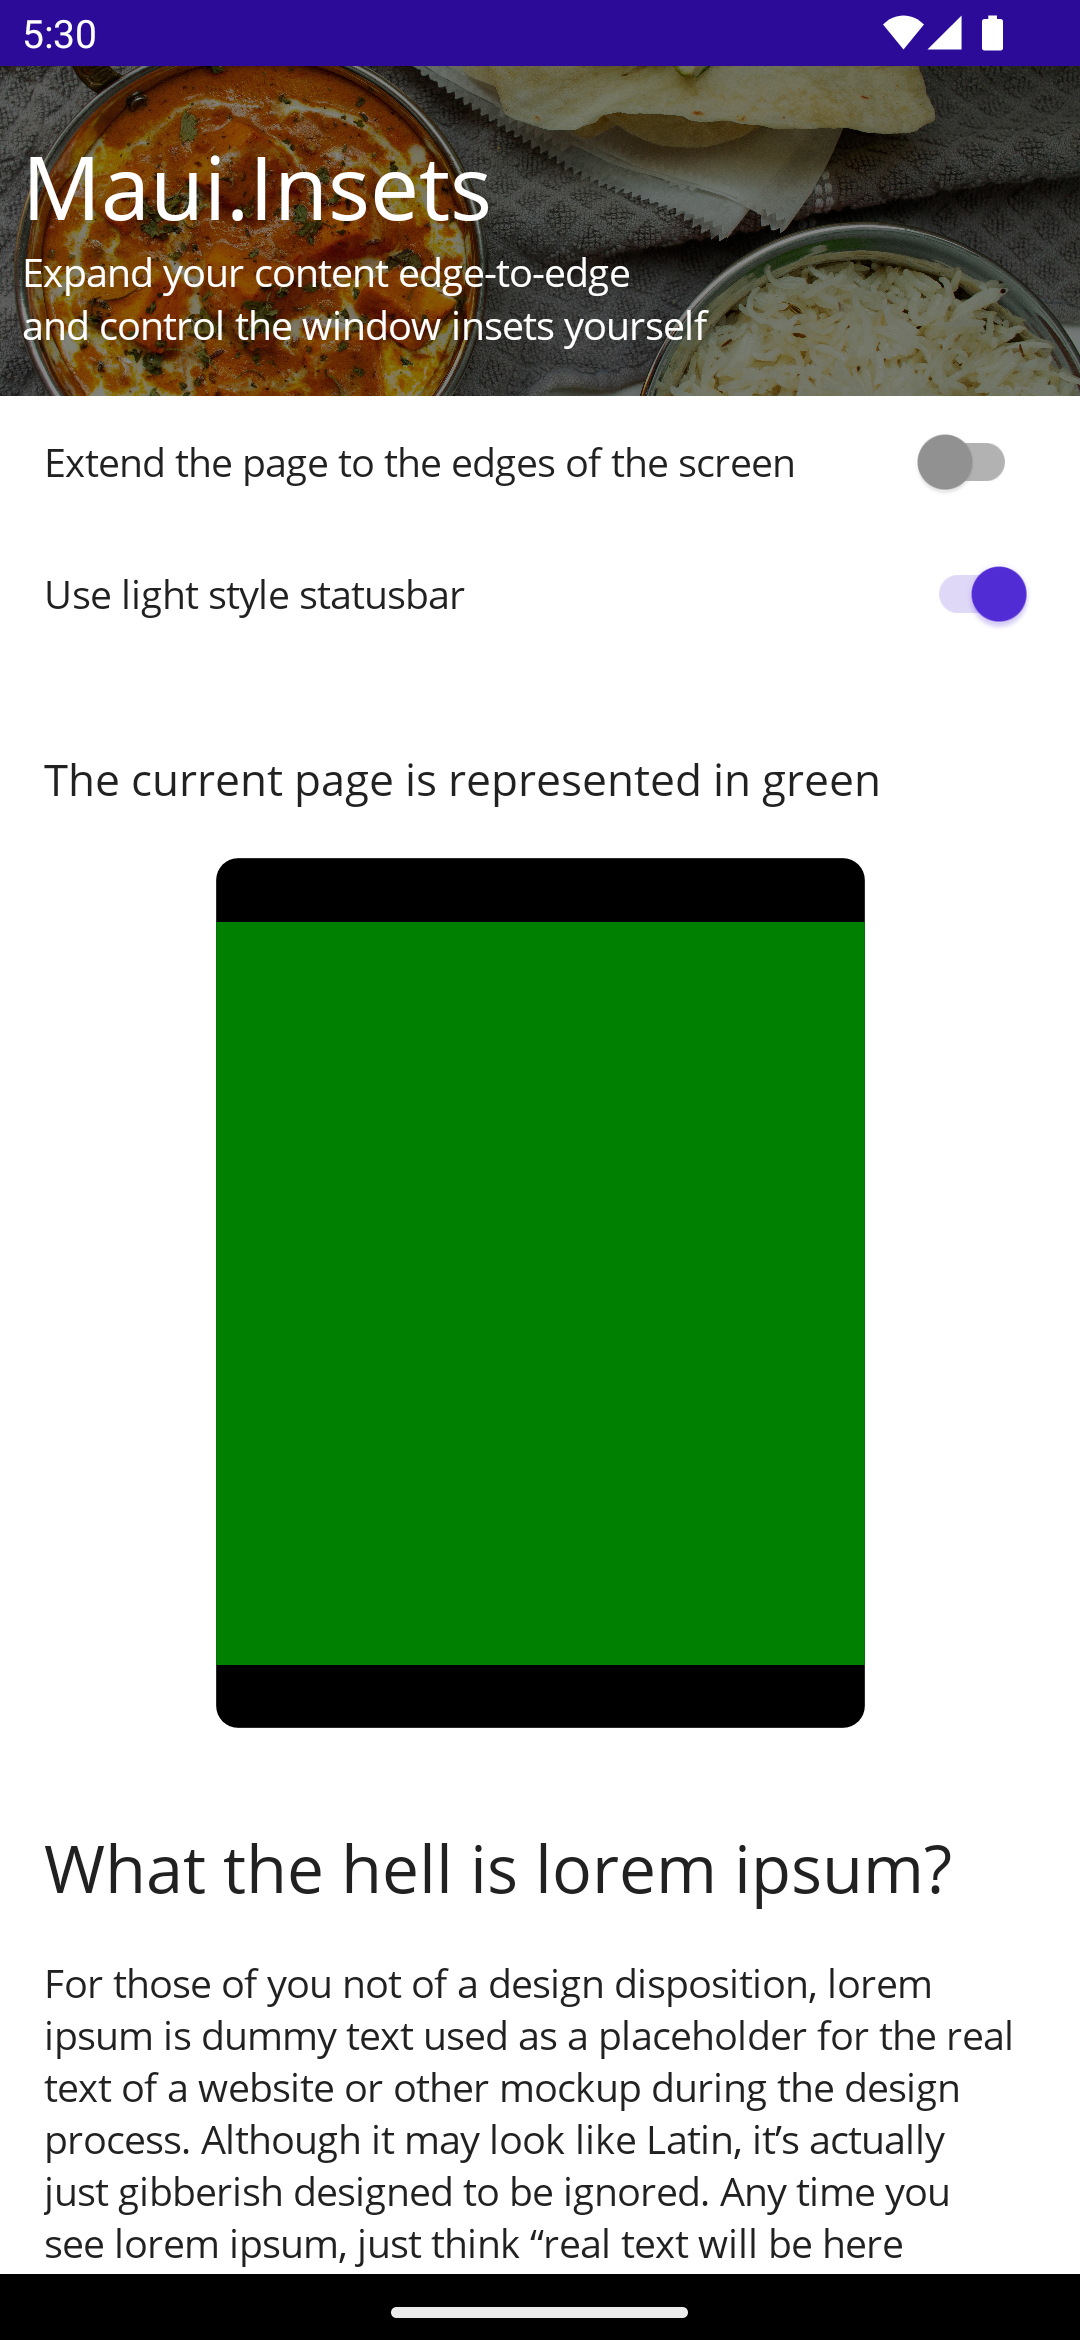 5:30
Maui.Insets
Expand your content edge-to-edge
and control the window insets yourself
Extend the page to the edges of the screen
Use light style statusbar
The current page is represented in green
What the hell is lorem ipsum?
For those of you not of a design disposition, lorem
ipsum is dummy text used as a placeholder for the real
text of a website or other mockup during the design
process. Although it may look like Latin, it’s actually
just gibberish designed to be ignored. Any time you
see lorem ipsum, just think “real text will be here